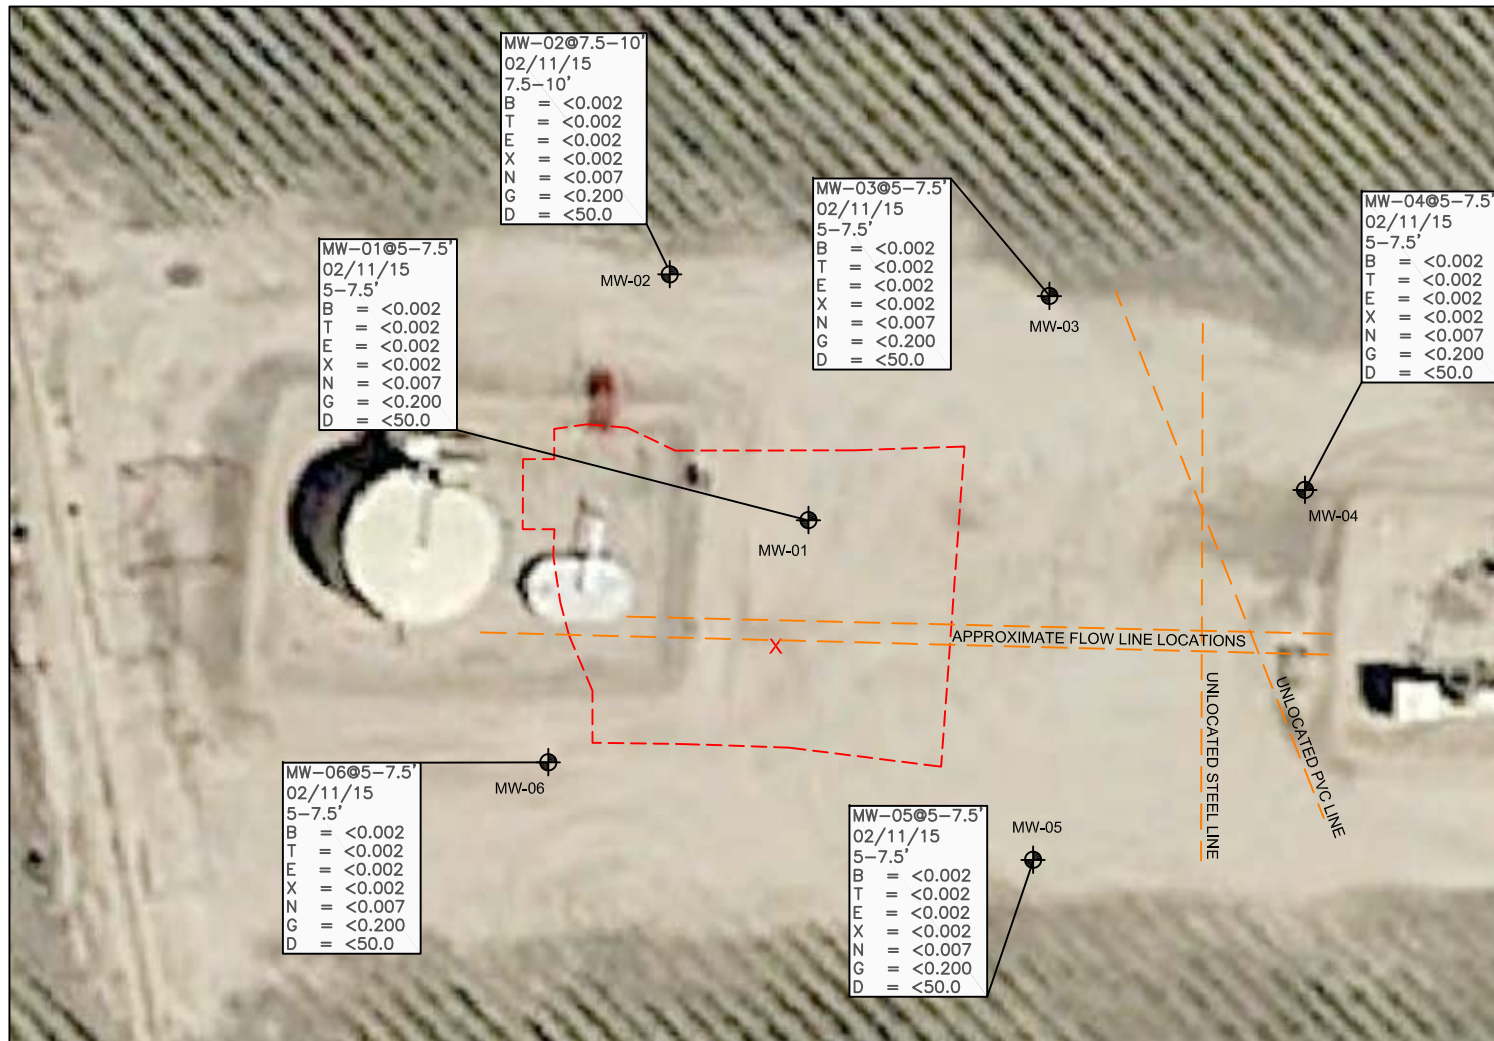 MW-02@7.5-10'
02/11/15
7.5-10'
B = <0.002
T = <0.002
E = <0.002
X = <0.002
N = <0.007
G = <0.200
D = <50.0
MW-02
MW-03@5-7.5'
02/11/15
5-7.5'
B = <0.002
T = <0.002
E = <0.002
X = <0.002
N = <0.007
G = <0.200
D = <50.0
MW-03
MW-04@5-7.5'
02/11/15
5-7.5'
B = <0.002
T = <0.002
E = <0.002
X = <0.002
N = <0.007
G = <0.200
D = <50.0
MW-04
MW-01@5-7.5'
02/11/15
5-7.5'
B = <0.002
T = <0.002
E = <0.002
X = <0.002
N = <0.007
G = <0.200
D = <50.0
MW-01
X
APPROXIMATE FLOW LINE LOCATIONS
UNLOCATED STEEL LINE
UNLOCATED PVC LINE
MW-06@5-7.5'
02/11/15
5-7.5'
B = <0.002
T = <0.002
E = <0.002
X = <0.002
N = <0.007
G = <0.200
D = <50.0
MW-06
MW-05@5-7.5'
02/11/15
5-7.5'
B = <0.002
T = <0.002
E = <0.002
X = <0.002
N = <0.007
G = <0.200
D = <50.0
MW-05